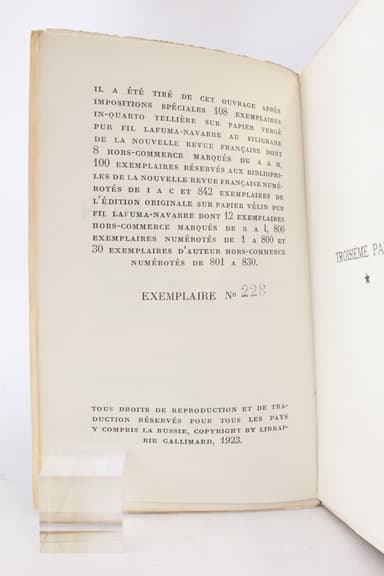 IL A ÉTÉ TIRÉ DE CET OUVRAGE APRÈS
IMPOSITIONS SPÉCIALES 108 EXEMPLAIRES
IN-QUARTO TELLIÈRE SUR PAPIER VERGÉ
PUR FIL LAFUMA-NAVARRE AU FILIGRANE
DE LA NOUVELLE REVUE FRANÇAISE DONT
8 HORS-COMMERCE MARQUÉS DE A A H,
100 EXEMPLAIRES RÉSERVÉS AUX BIBLIOPHI-
LES DE LA NOUVELLE REVUE FRANÇAISE NUMÉ-
ROTÉS DE I A C ET 842 EXEMPLAIRES DE
L'ÉDITION ORIGINALE SUR PAPIER VÉLIN PUR
FIL LAFUMA-NAVARRE DONT 12 EXEMPLAIRES
HORS-COMMERCE MARQUÉS DE a A l, 800
EXEMPLAIRES NUMÉROTÉS DE 1 A 800 ET
30 EXEMPLAIRES D'AUTEUR HORS-COMMERCE
NUMÉROTÉS DE 801 A 830.
EXEMPLAIRE No 228
TOUS DROITS DE REPRODUCTION ET DE TRA-
DUCTION RÉSERVÉS POUR TOUS LES PAYS
Y COMPRIS LA RUSSIE, COPYRIGHT BY LIBRAI-
RIE GALLIMARD, 1923.
TROISIÈME PA